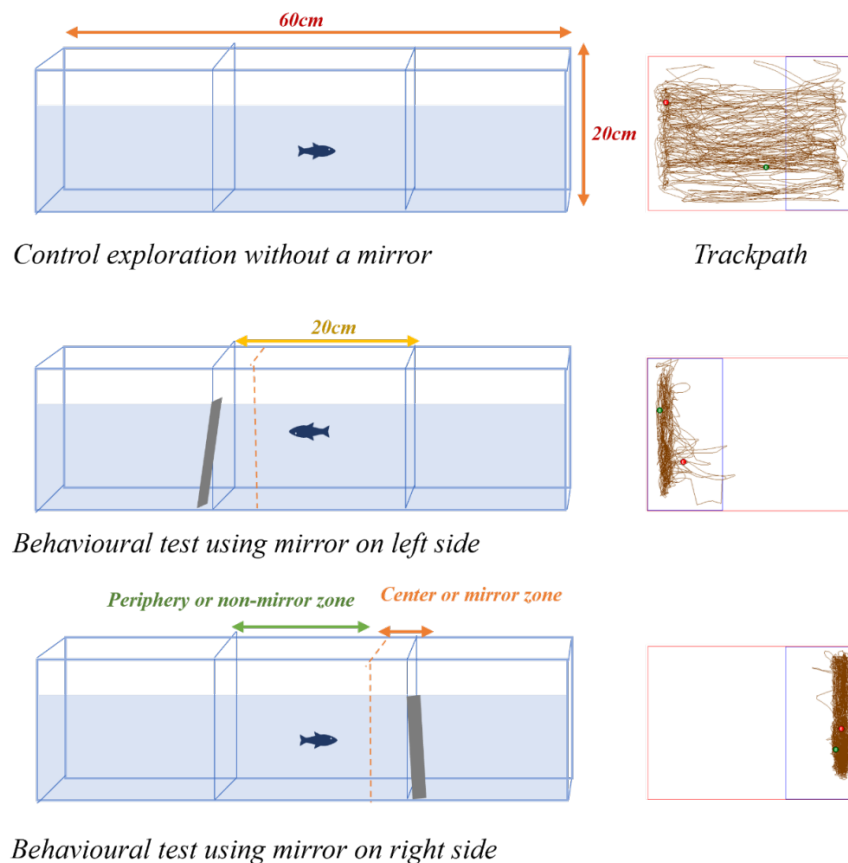 60cm
20cm
Control exploration without a mirror
Trackpath
20cm
Behavioural test using mirror on left side
Periphery or non-mirror zone
Center or mirror zone
Behavioural test using mirror on right side